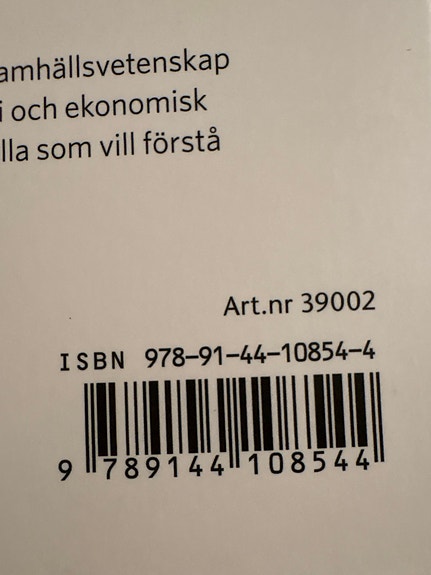 amhällsvetenskap
i och ekonomisk
lla som vill förstå
Art.nr 39002
ISBN 978-91-44-10854-4
9 789144 108544